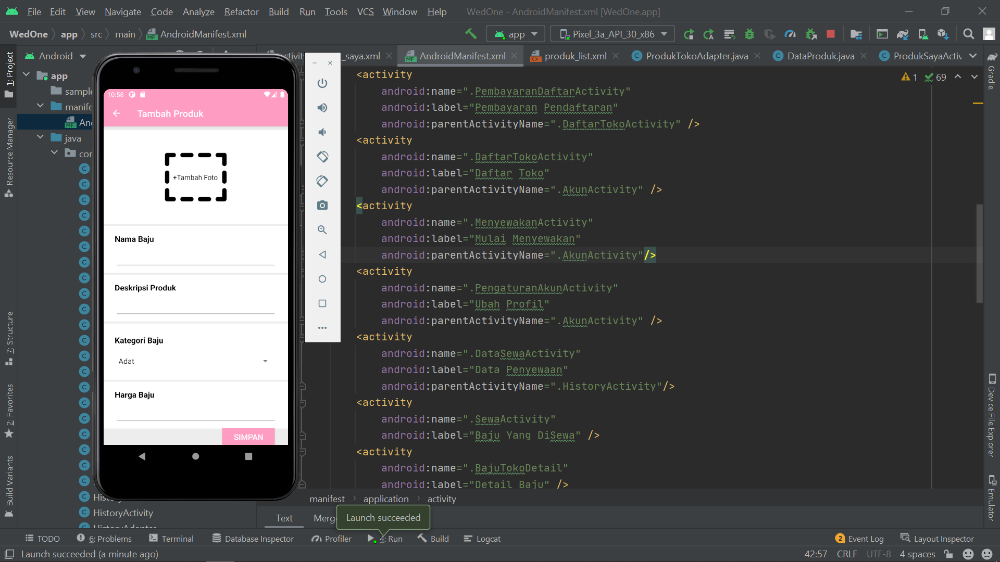 File Edit View Navigate Code Analyze Refactor Build Run Tools VCS Window Help WedOne - AndroidManifest.xml [WedOne.app]
WedOne app src main AndroidManifest.xml app Pixel_3a_API_30_x86
Android _saya.xml AndroidManifest.xml produk_list.xml ProdukTokoAdapter.java DataProduk.java ProdukSayaActiv
1: Project
Resource Manager
7: Structure
2: Favorites
Build Variants
app
sample
manife
And
java
cor
HistoryActivity
10:58
Tambah Produk
+Tambah Foto
Nama Baju
Deskripsi Produk
Kategori Baju
Adat
Harga Baju
SIMPAN
1 69
<activity
android:name=".PembayaranDaftarActivity"
android:label="Pembayaran Pendaftaran"
android:parentActivityName=".DaftarTokoActivity" />
<activity
android:name=".DaftarTokoActivity"
android:label="Daftar Toko"
android:parentActivityName=".AkunActivity" />
<activity
android:name=".MenyewakanActivity"
android:label="Mulai Menyewakan"
android:parentActivityName=".AkunActivity"/>
<activity
android:name=".PengaturanAkunActivity"
android:label="Ubah Profil"
android:parentActivityName=".AkunActivity" />
<activity
android:name=".DataSewaActivity"
android:label="Data Penyewaan"
android:parentActivityName=".HistoryActivity"/>
<activity
android:name=".SewaActivity"
android:label="Baju Yang DiSewa" />
<activity
android:name=".BajuTokoDetail"
android:label="Detail Baju" />
manifest application activity
Text Merg
Launch succeeded
Gradle
Device File Explorer
Emulator
TODO 6: Problems Terminal Database Inspector Profiler 4: Run Build Logcat 2 Event Log Layout Inspector
Launch succeeded (a minute ago) 42:57 CRLF UTF-8 4 spaces